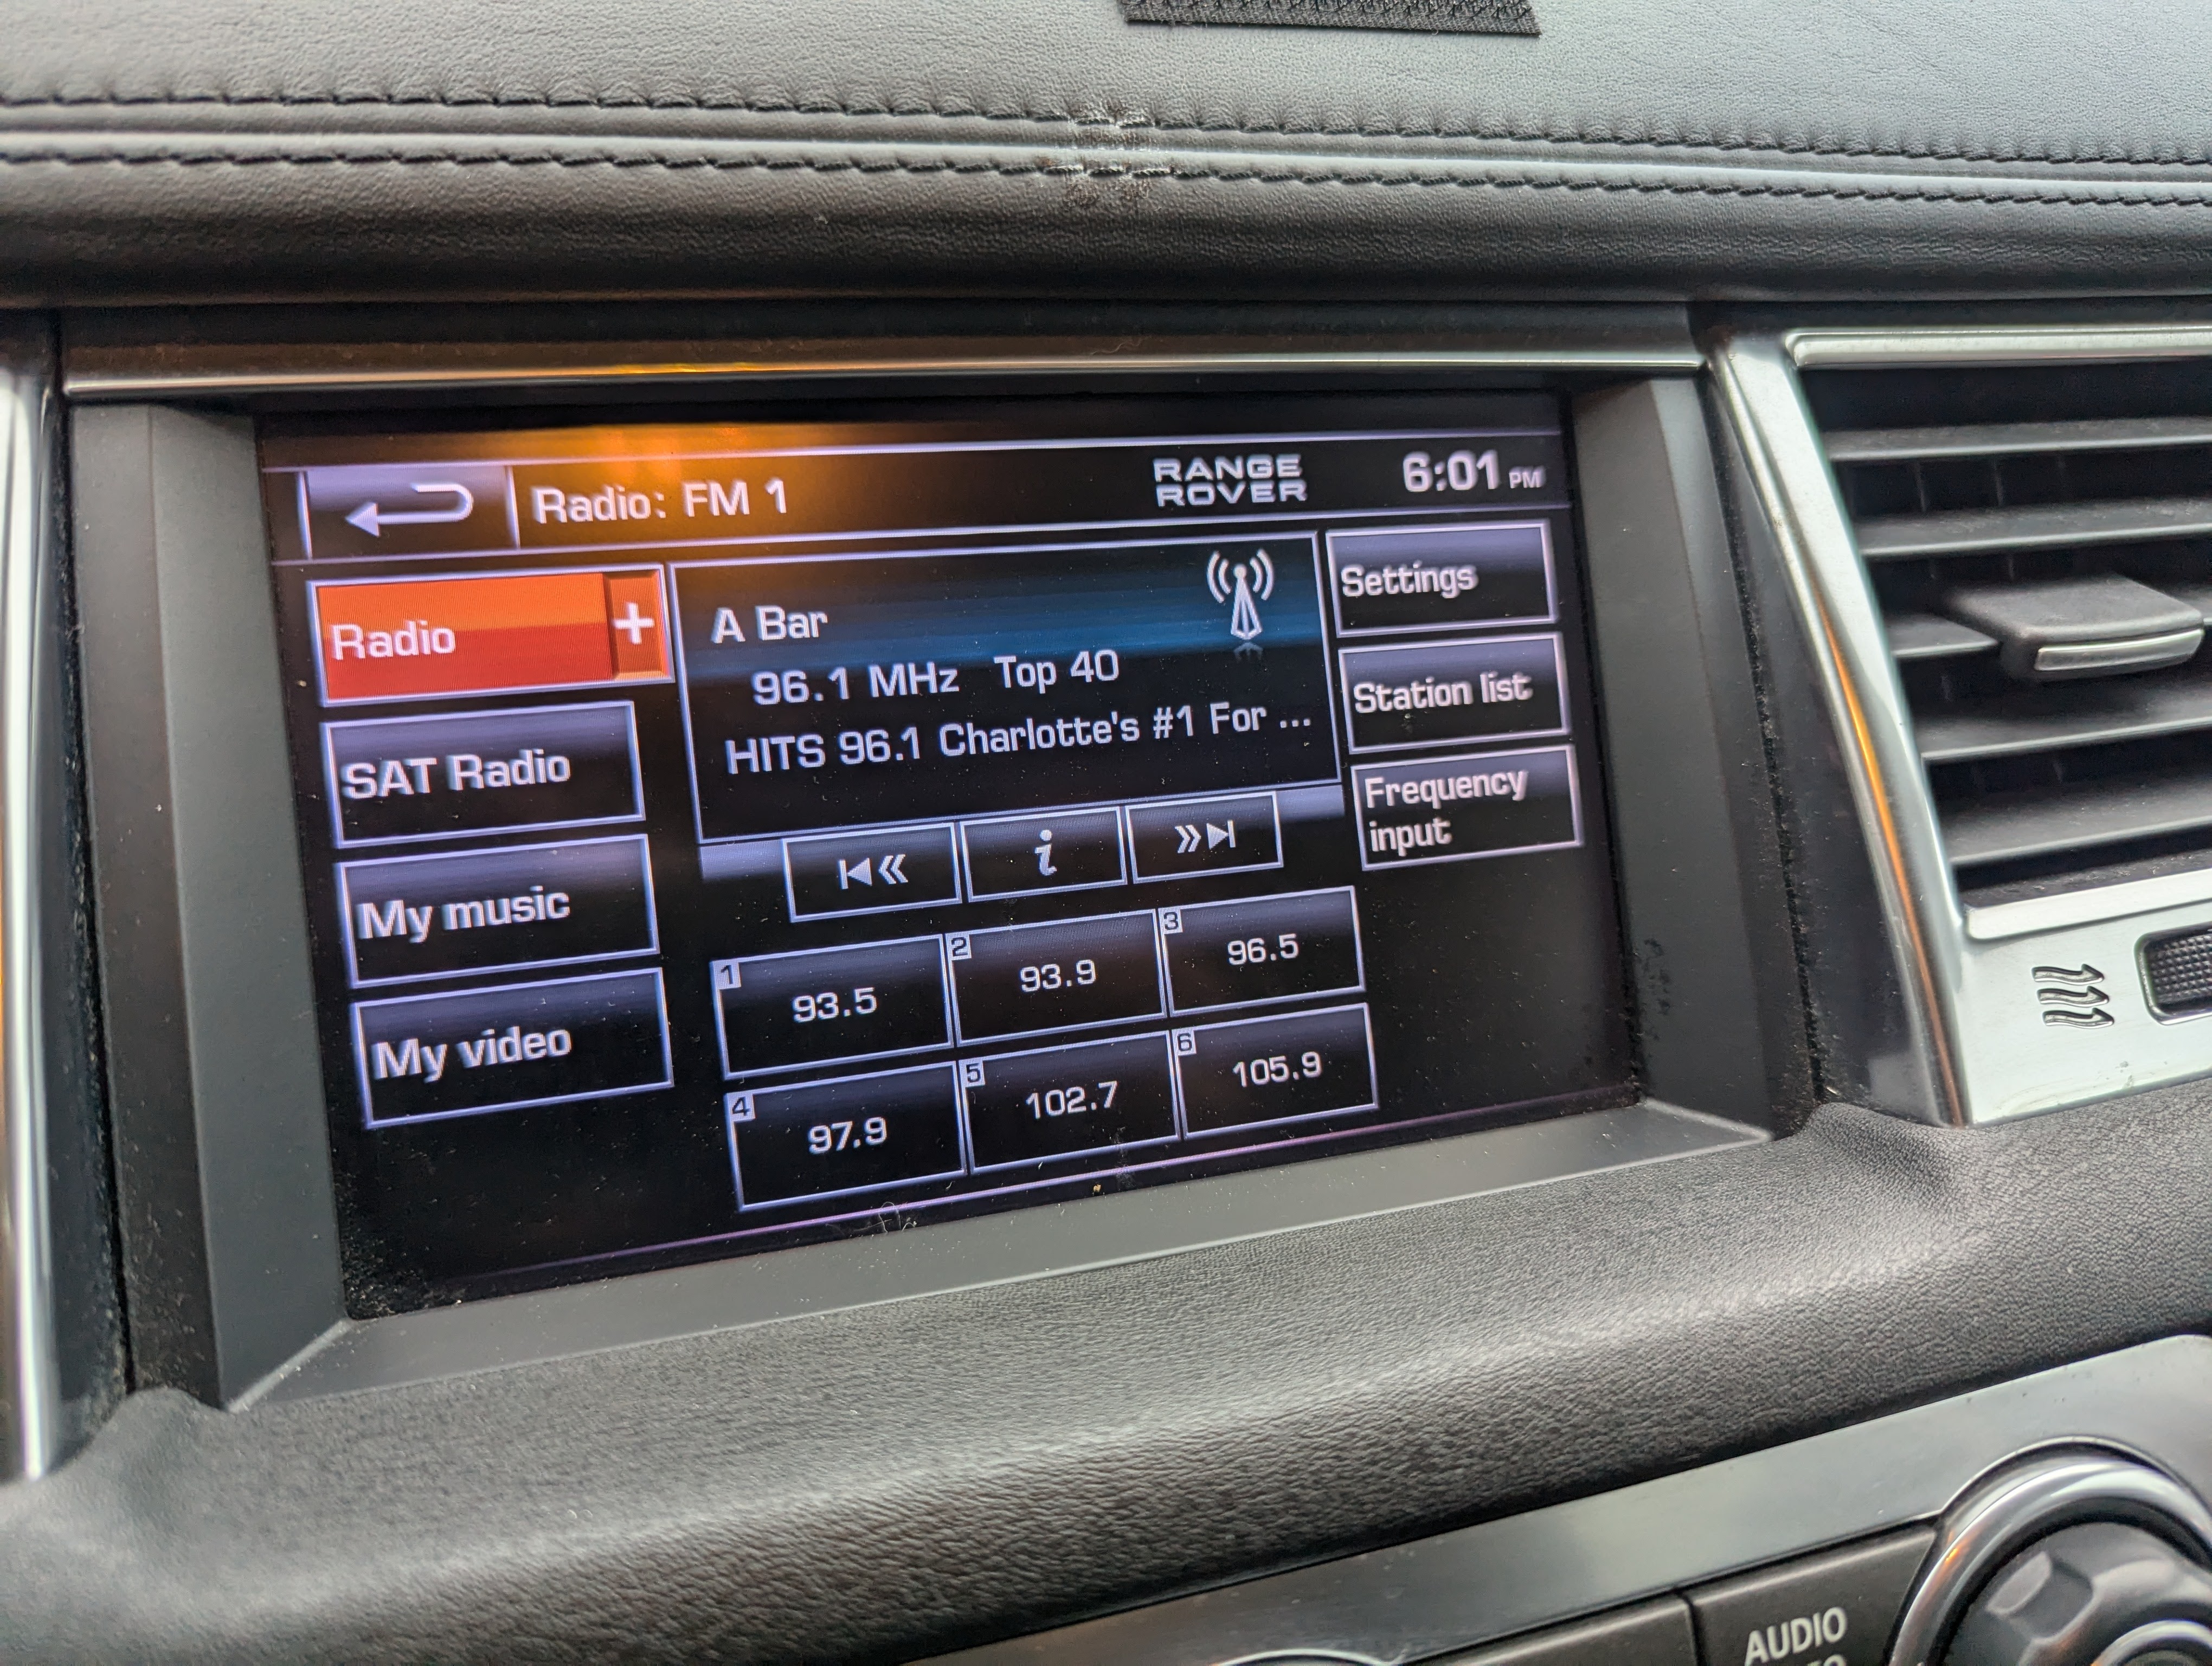 Radio: FM 1
RANGE
ROVER
6:01 PM
Radio +
SAT Radio
My music
My video
A Bar
96.1 MHz Top 40
HITS 96.1 Charlotte's #1 For ...
i
1 93.5
2 93.9
3 96.5
4 97.9
5 102.7
6 105.9
Settings
Station list
Frequency
input
AUDIO